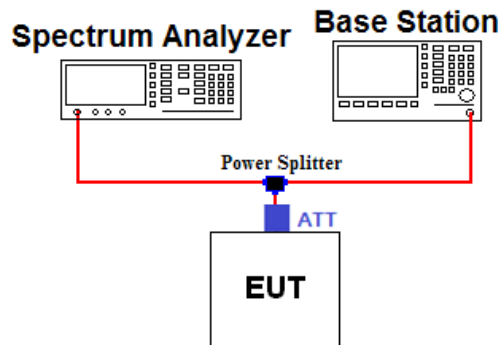 Spectrum Analyzer
Base Station
Power Splitter
ATT
EUT